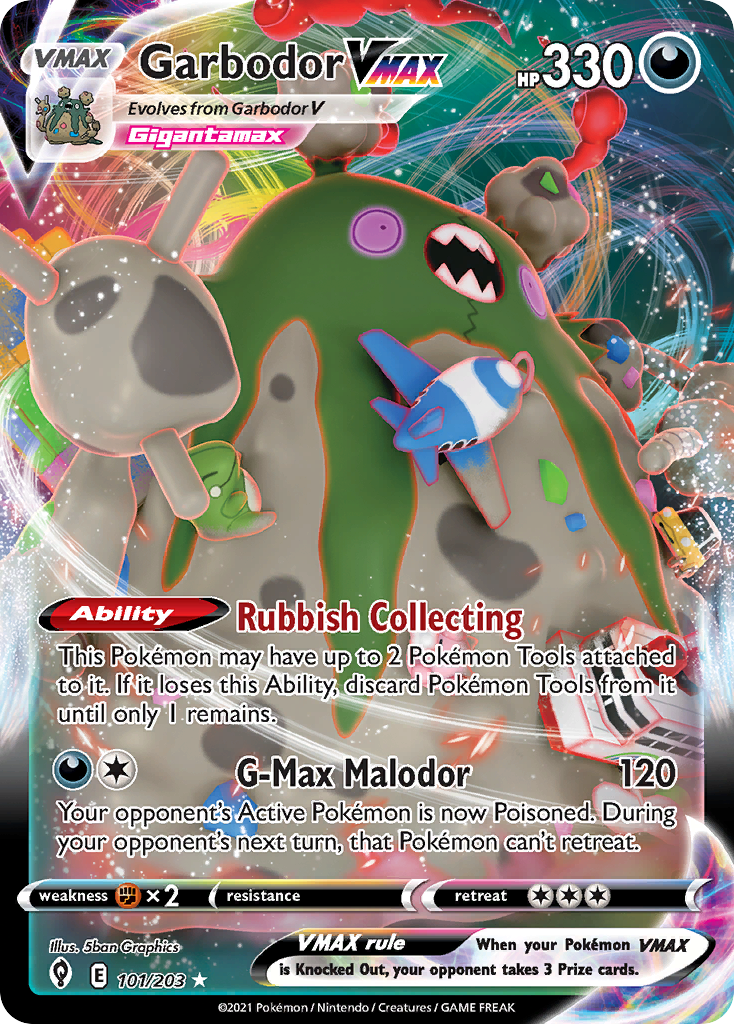 VMAX
Garbodor VMAX
HP 330
Evolves from Garbodor V
Gigantamax
Ability Rubbish Collecting
This Pokémon may have up to 2 Pokémon Tools attached
to it. If it loses this Ability, discard Pokémon Tools from it
until only 1 remains.
G-Max Malodor 120
Your opponent's Active Pokémon is now Poisoned. During
your opponent's next turn, that Pokémon can't retreat.
weakness ×2 resistance retreat
Illus. 5ban Graphics
VMAX rule When your Pokémon VMAX
is Knocked Out, your opponent takes 3 Prize cards.
E 101/203 ★
©2021 Pokémon / Nintendo / Creatures / GAME FREAK